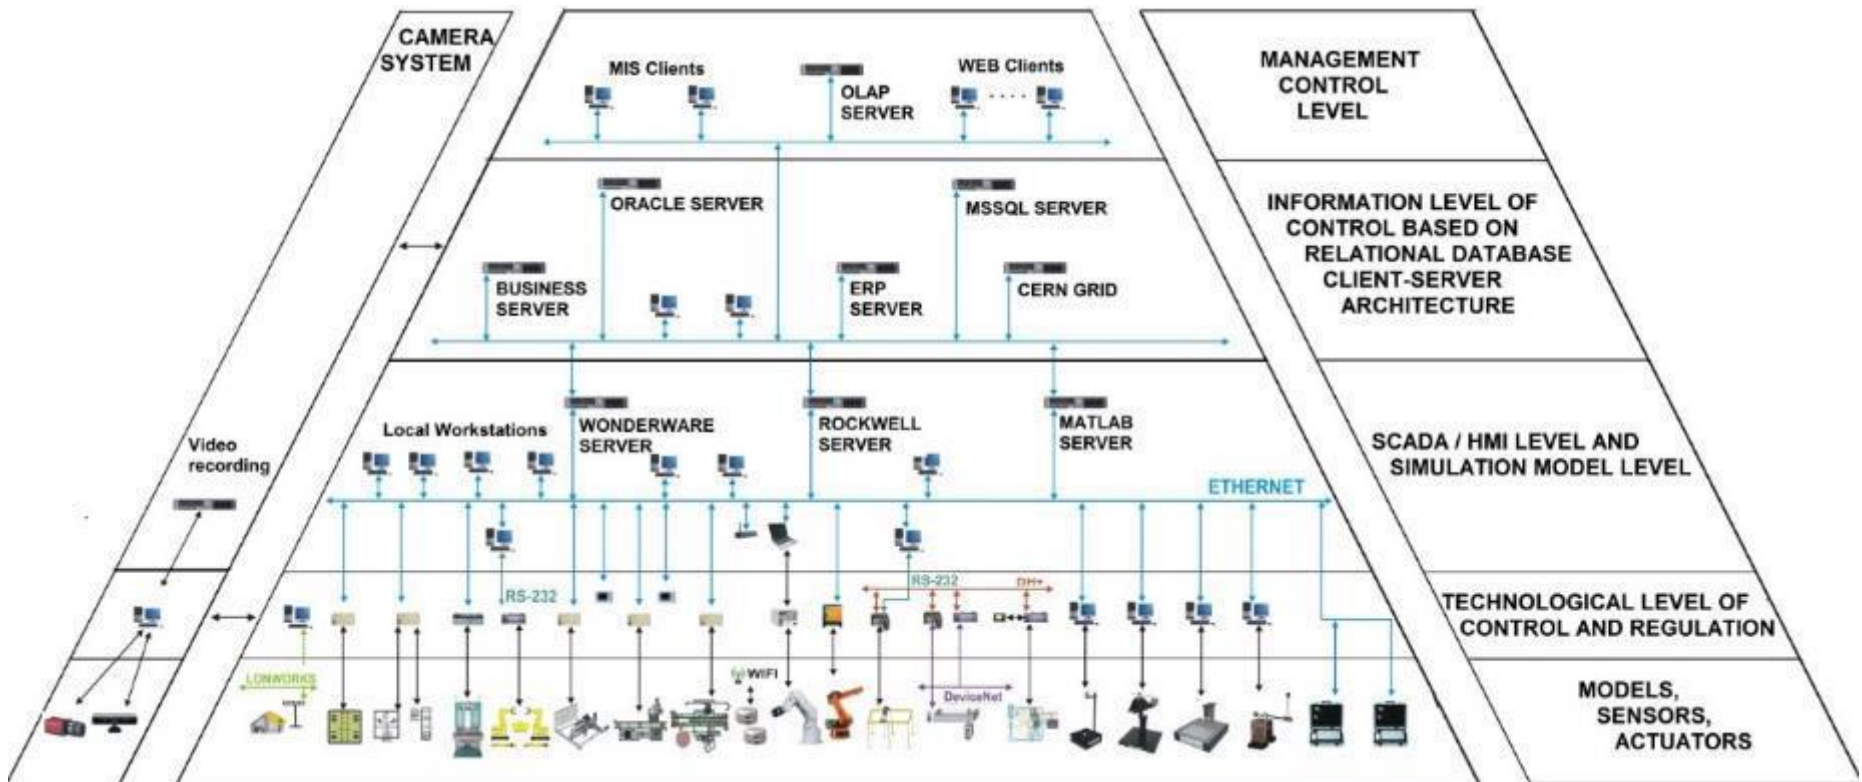 CAMERA
SYSTEM
MIS Clients
OLAP
SERVER
WEB Clients
MANAGEMENT
CONTROL
LEVEL
ORACLE SERVER
MSSQL SERVER
BUSINESS
SERVER
ERP
SERVER
CERN GRID
INFORMATION LEVEL OF
CONTROL BASED ON
RELATIONAL DATABASE
CLIENT-SERVER
ARCHITECTURE
Video
recording
Local Workstations
WONDERWARE
SERVER
ROCKWELL
SERVER
MATLAB
SERVER
ETHERNET
SCADA / HMI LEVEL AND
SIMULATION MODEL LEVEL
RS-232
RS-232
DH+
TECHNOLOGICAL LEVEL OF
CONTROL AND REGULATION
LONWORKS
WIFI
DeviceNet
MODELS,
SENSORS,
ACTUATORS